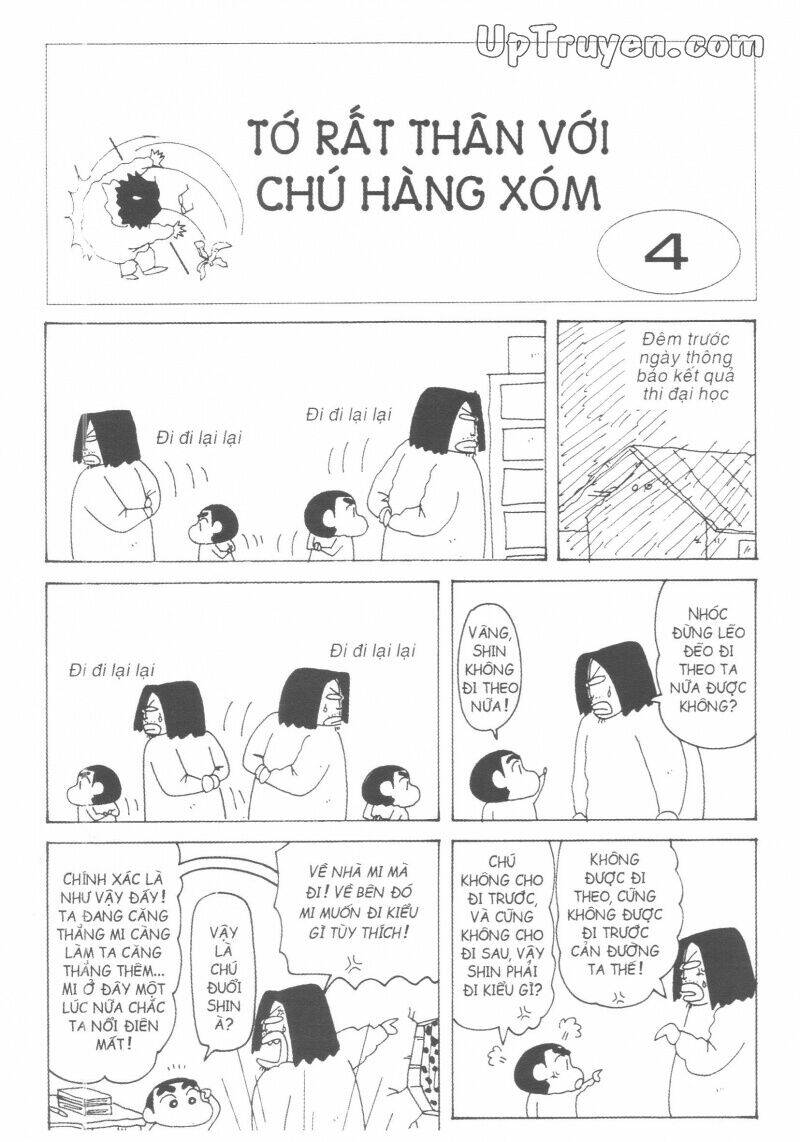 UpTruyen.com
TỚ RẤT THÂN VỚI
CHÚ HÀNG XÓM
4
Đêm trước
ngày thông
báo kết quả
thi đại học
Đi đi lại lại
Đi đi lại lại
NHÓC
ĐỪNG LẼO
ĐẼO ĐI
THEO TA
NỮA ĐƯỢC
KHÔNG?
VÂNG,
SHIN
KHÔNG
ĐI THEO
NỮA!
Đi đi lại lại
Đi đi lại lại
KHÔNG
ĐƯỢC ĐI
THEO, CŨNG
KHÔNG ĐƯỢC
ĐI TRƯỚC
CẢN ĐƯỜNG
TA THẾ!
CHÚ
KHÔNG CHO
ĐI TRƯỚC,
VÀ CŨNG
KHÔNG CHO
ĐI SAU, VẬY
SHIN PHẢI
ĐI KIỂU GÌ?
VỀ NHÀ MI MÀ
ĐI! VỀ BÊN ĐÓ
MI MUỐN ĐI KIỂU
GÌ TÙY THÍCH!
VẬY
LÀ
CHÚ
ĐUỔI
SHIN
À?
CHÍNH XÁC LÀ
NHƯ VẬY ĐẤY!
TA ĐANG CĂNG
THẲNG MI CÀNG
LÀM TA CĂNG
THẲNG THÊM...
MI Ở ĐÂY MỘT
LÚC NỮA CHẮC
TA NỔI ĐIÊN
MẤT!